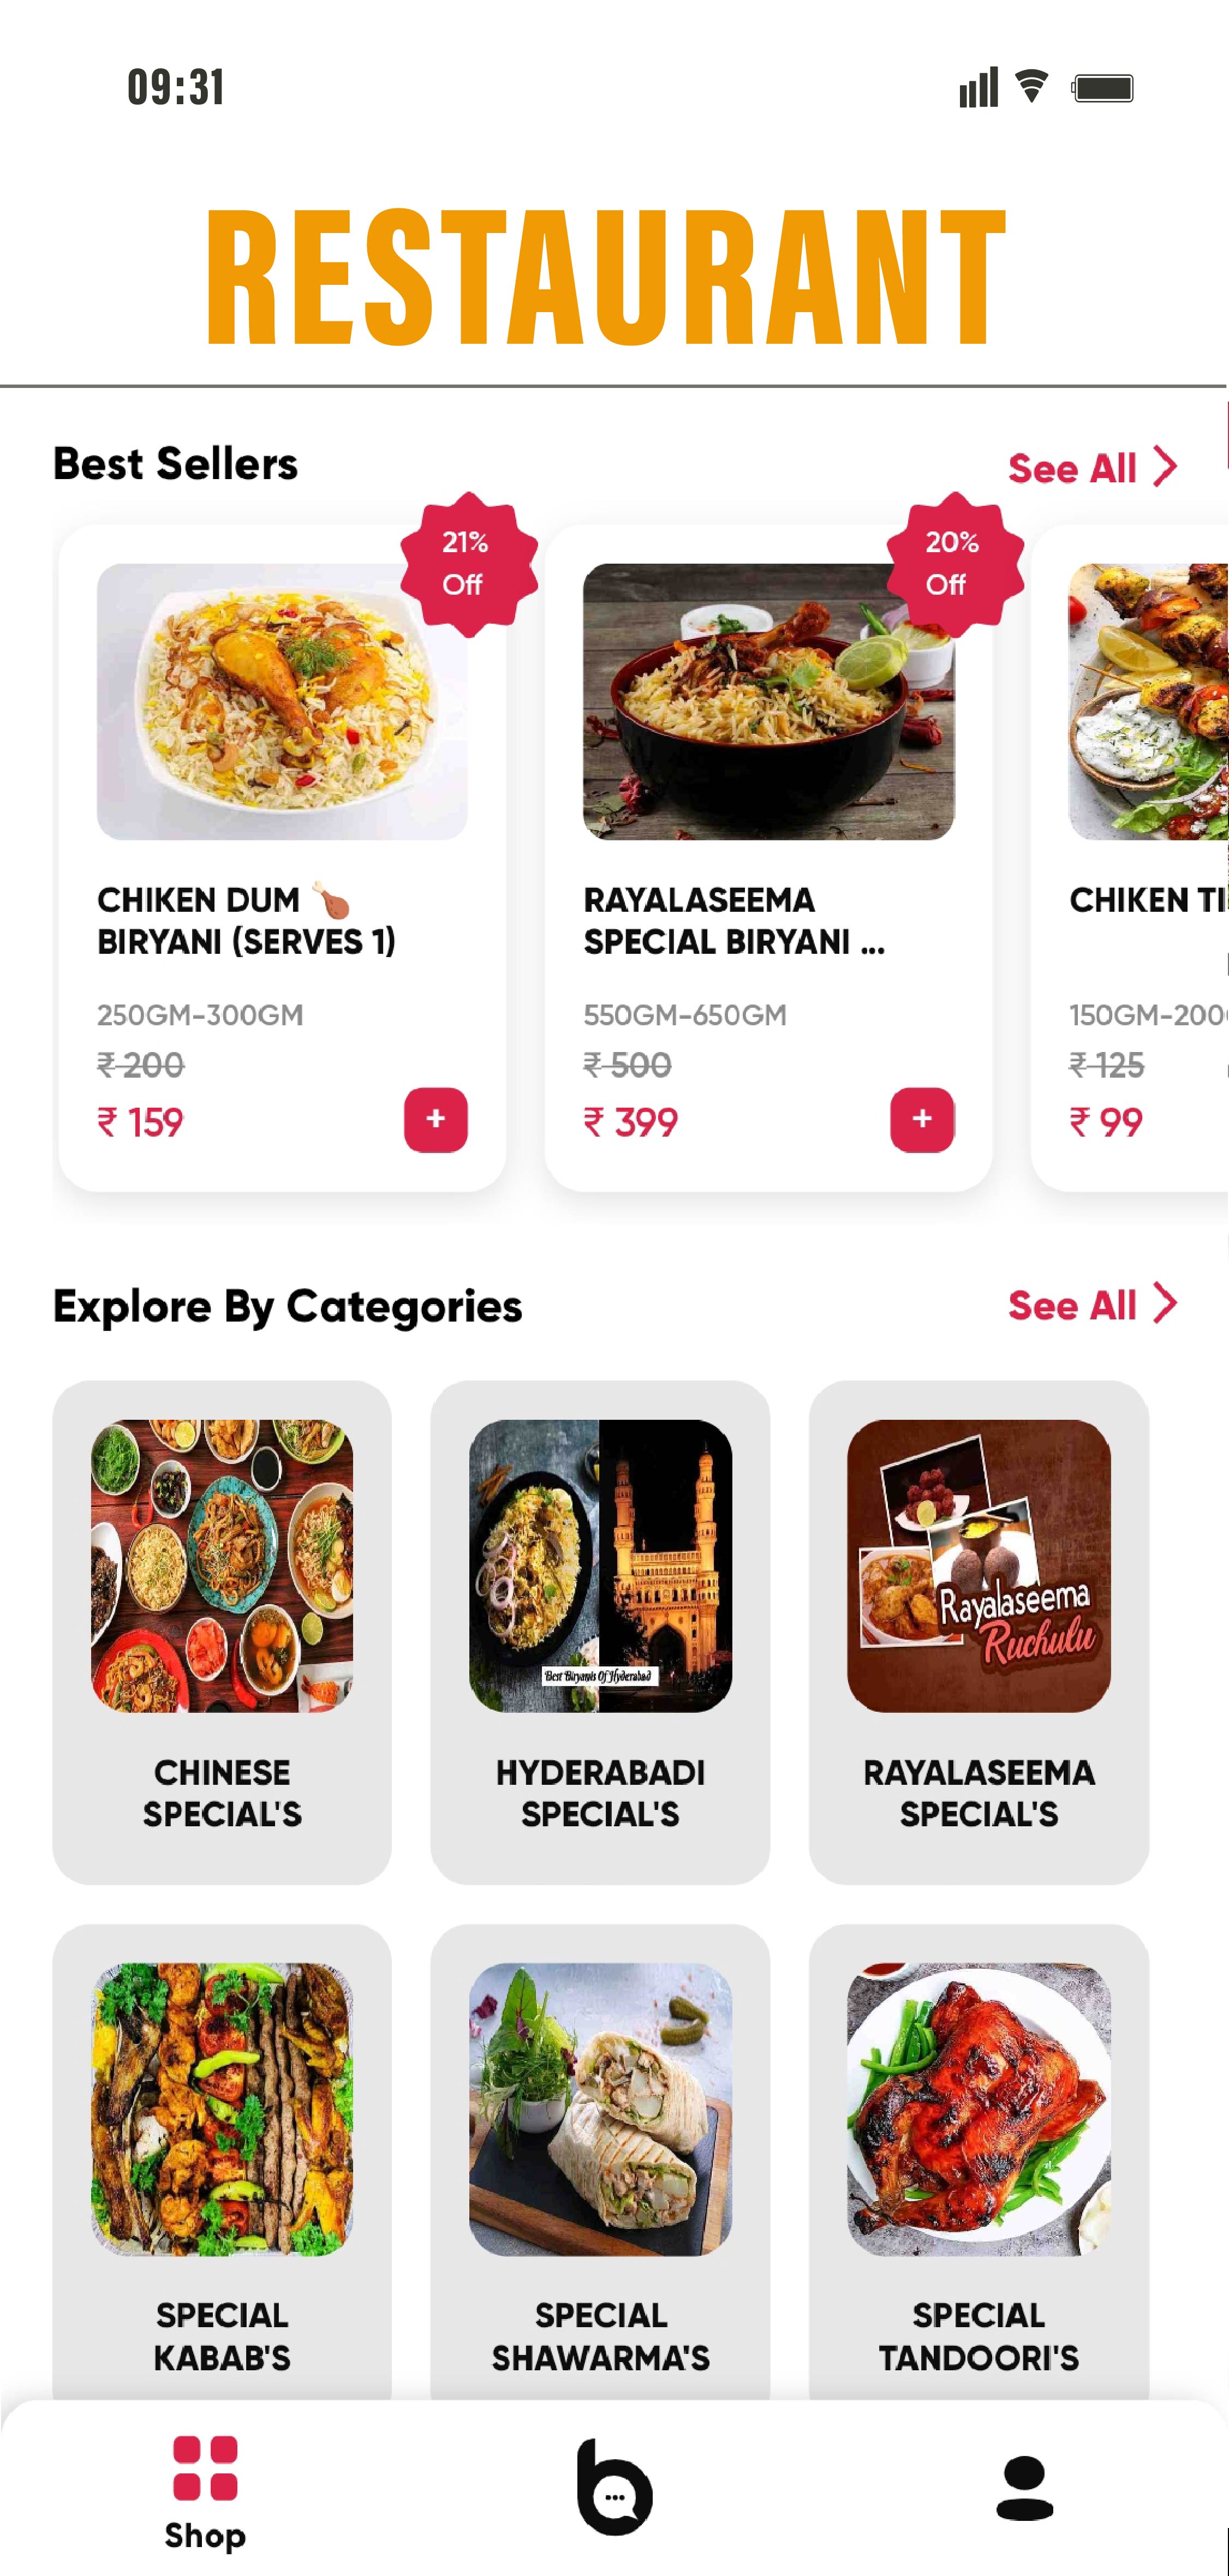 09:31
RESTAURANT
Best Sellers
See All
21%
Off
20%
Off
CHIKEN DUM 🍗
BIRYANI (SERVES 1)
250GM-300GM
₹ 200
₹ 159
+
RAYALASEEMA
SPECIAL BIRYANI ...
550GM-650GM
₹ 500
₹ 399
+
CHIKEN TI
150GM-200
₹ 125
₹ 99
Explore By Categories
See All
Best Biryanis Of Hyderabad
Rayalaseema
Ruchulu
CHINESE
SPECIAL'S
HYDERABADI
SPECIAL'S
RAYALASEEMA
SPECIAL'S
SPECIAL
KABAB'S
SPECIAL
SHAWARMA'S
SPECIAL
TANDOORI'S
b
Shop